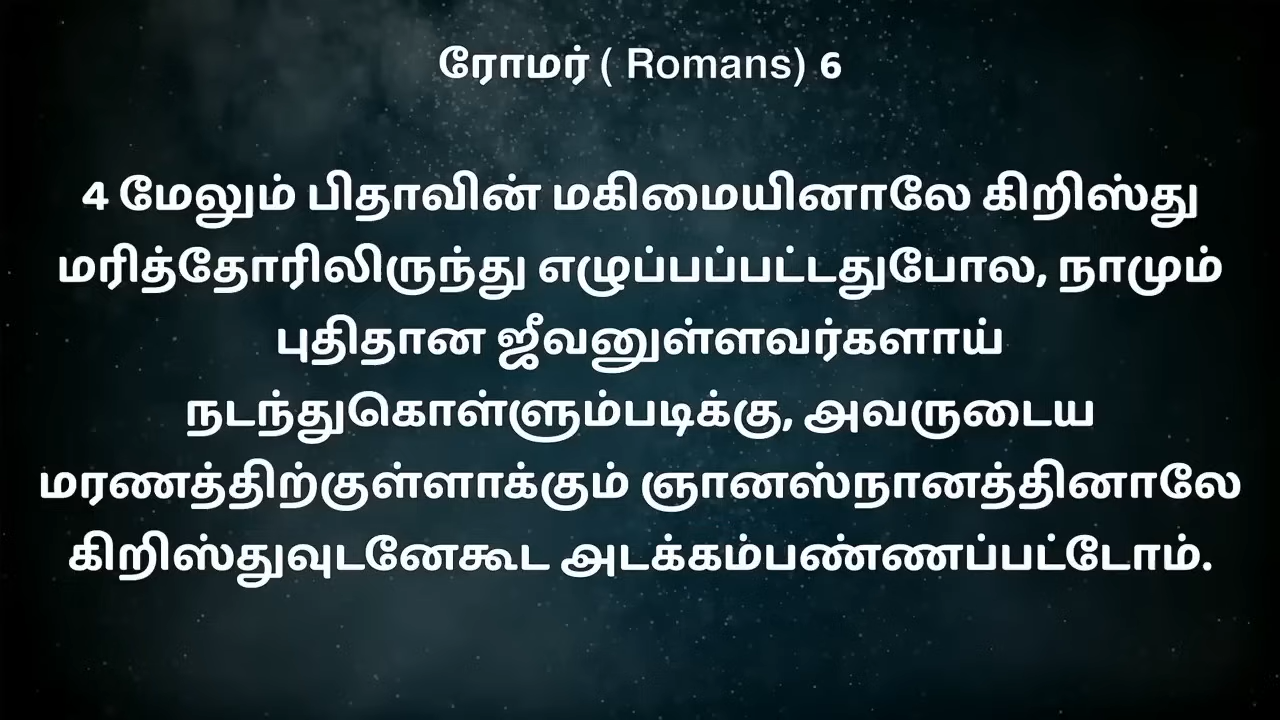 ரோமர் ( Romans) 6
4 மேலும் பிதாவின் மகிமையினாலே கிறிஸ்து
மரித்தோரிலிருந்து எழுப்பப்பட்டதுபோல, நாமும்
புதிதான ஜீவனுள்ளவர்களாய்
நடந்துகொள்ளும்படிக்கு, அவருடைய
மரணத்திற்குள்ளாக்கும் ஞானஸ்நானத்தினாலே
கிறிஸ்துவுடனேகூட அடக்கம்பண்ணப்பட்டோம்.